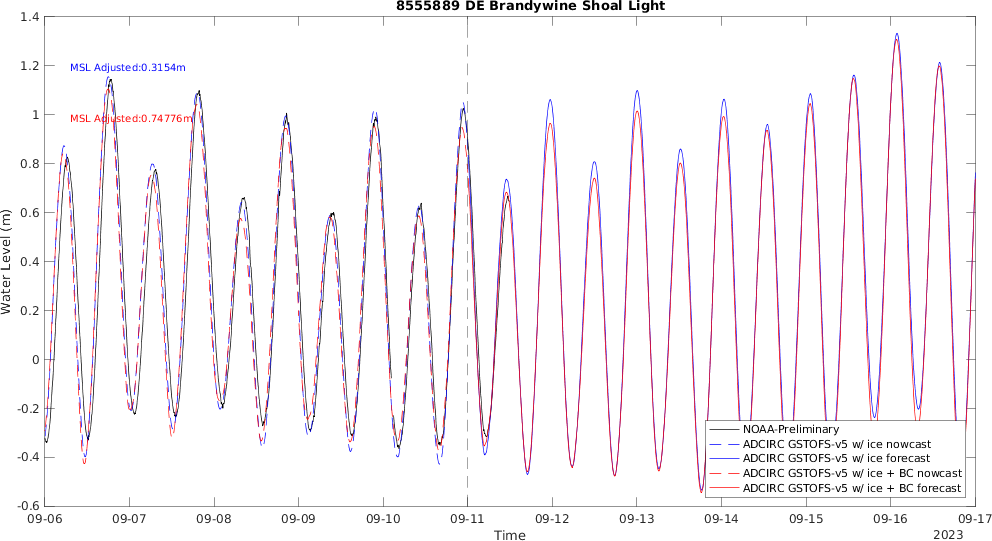 8555889 DE Brandywine Shoal Light
1.4
1.2
1
0.8
0.6
0.4
0.2
0
-0.2
-0.4
-0.6
Water Level (m)
MSL Adjusted:0.3154m
MSL Adjusted:0.74776m
NOAA-Preliminary
ADCIRC GSTOFS-v5 w/ ice nowcast
ADCIRC GSTOFS-v5 w/ ice forecast
ADCIRC GSTOFS-v5 w/ ice + BC nowcast
ADCIRC GSTOFS-v5 w/ ice + BC forecast
09-06 09-07 09-08 09-09 09-10 09-11 09-12 09-13 09-14 09-15 09-16 09-17
Time
2023